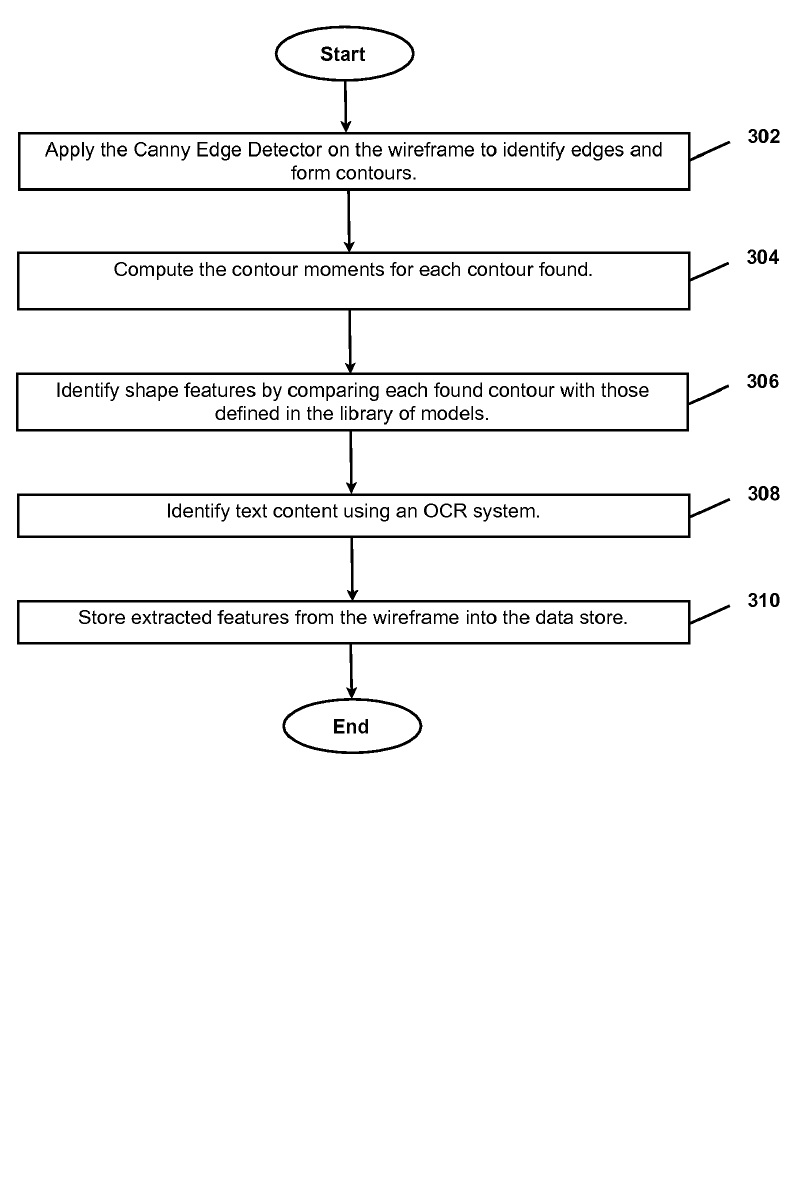 Start
Apply the Canny Edge Detector on the wireframe to identify edges and
form contours.
302
Compute the contour moments for each contour found.
304
Identify shape features by comparing each found contour with those
defined in the library of models.
306
Identify text content using an OCR system.
308
Store extracted features from the wireframe into the data store.
310
End